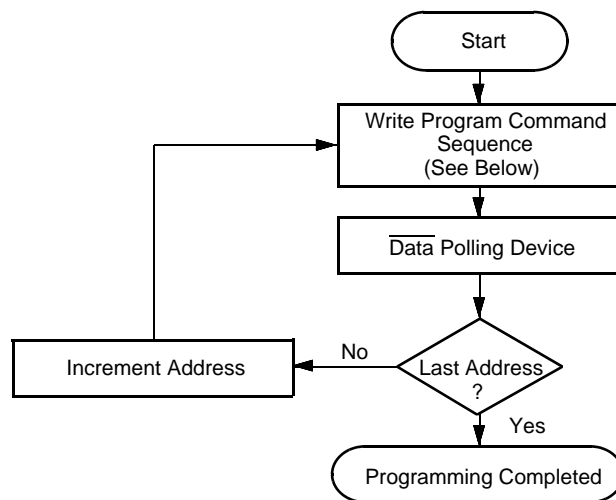 Start
Write Program Command
Sequence
(See Below)
Data Polling Device
No
Increment Address
Last Address
?
Yes
Programming Completed